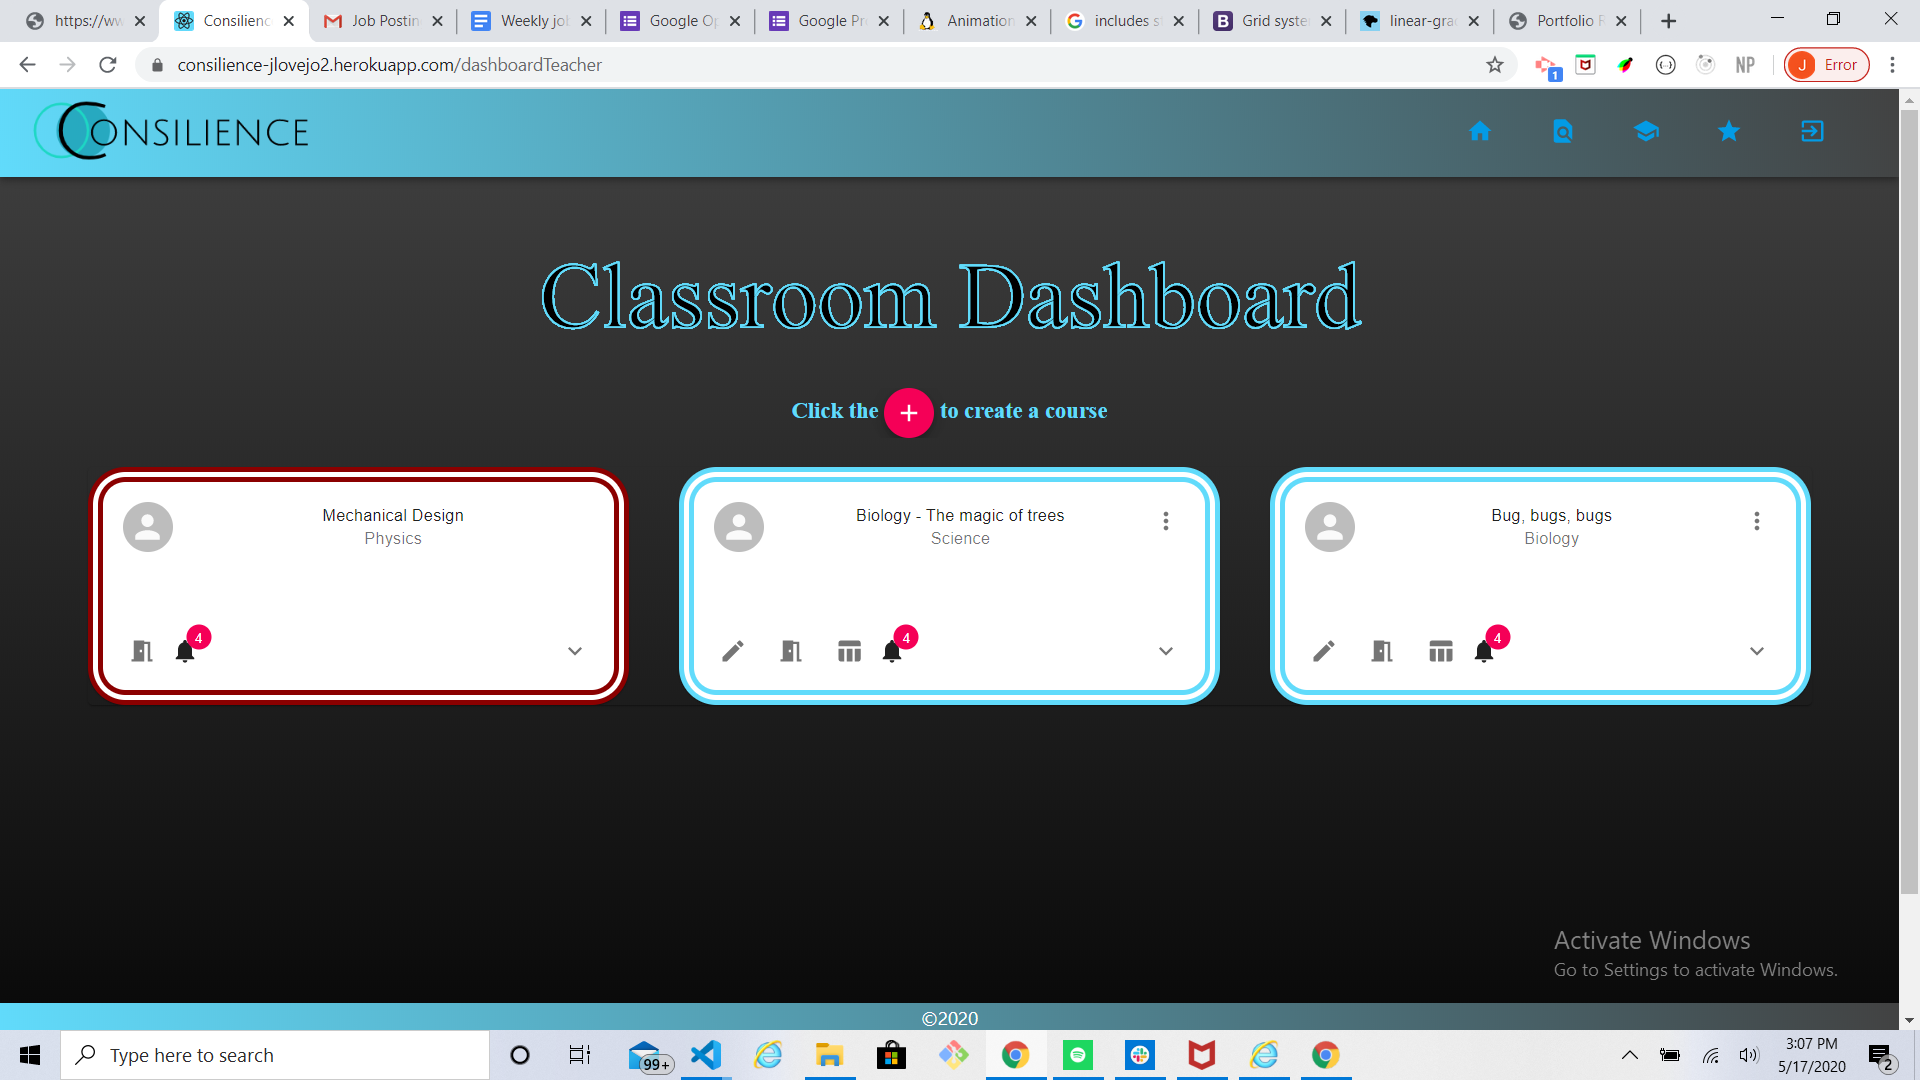 https://ww
Consilienc
Job Postin
Weekly jo
Google Op
Google Pr
Animation
includes s
Grid syste
linear-gra
Portfolio R
consilience-jlovejo2.herokuapp.com/dashboardTeacher
1
NP
J
Error
CONSILIENCE
Classroom Dashboard
Click the + to create a course
Mechanical Design
Physics
4
Biology - The magic of trees
Science
4
Bug, bugs, bugs
Biology
4
Activate Windows
Go to Settings to activate Windows.
©2020
Type here to search
99+
3:07 PM
5/17/2020
2